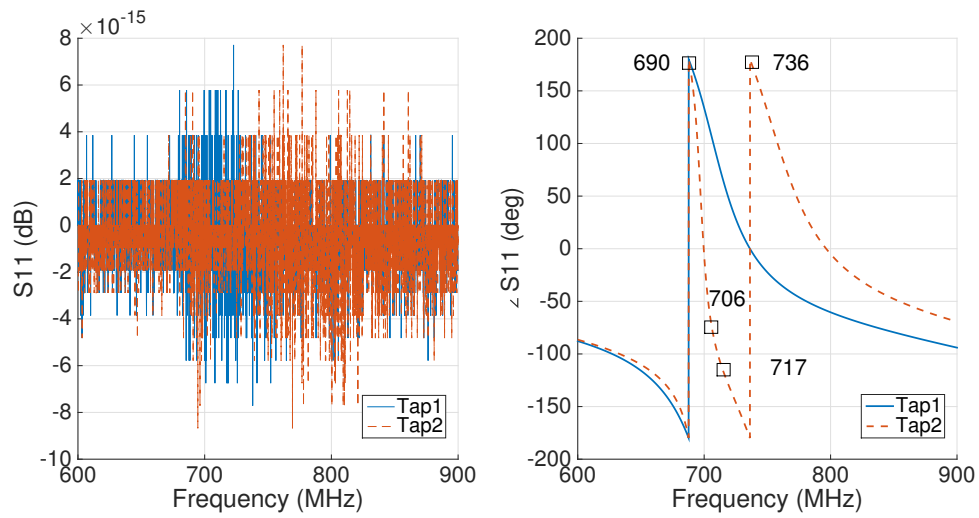 ×10⁻¹⁵
8
6
4
2
0
-2
-4
-6
-8
-10
S11 (dB)
600 700 800 900
Frequency (MHz)
Tap1
Tap2
200
150
100
50
0
-50
-100
-150
-200
∠ S11 (deg)
690
736
706
717
600 700 800 900
Frequency (MHz)
Tap1
Tap2